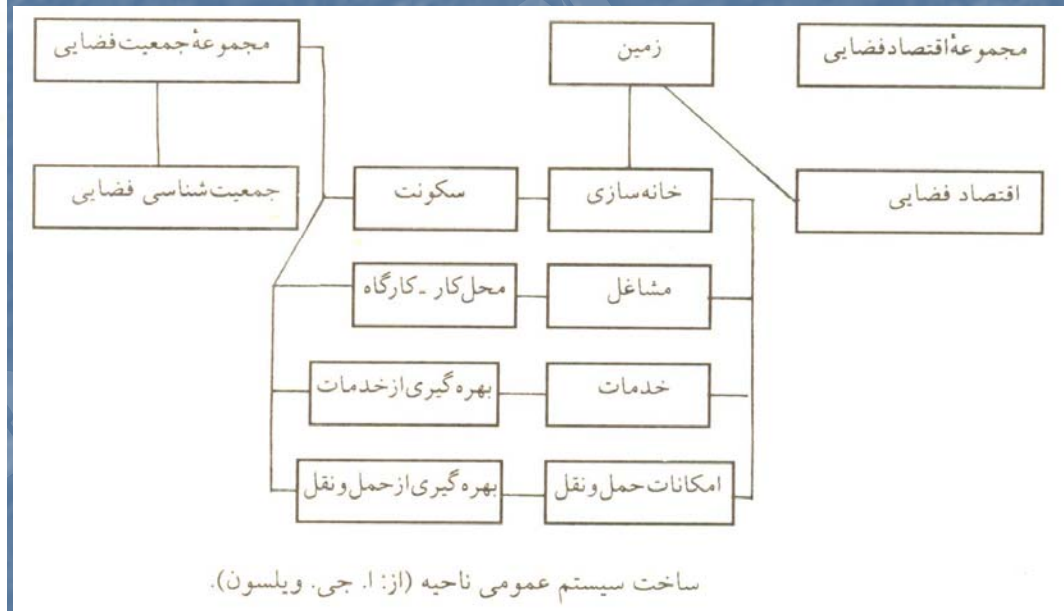 مجموعهٔ اقتصاد فضایی
زمین
مجموعهٔ جمعیت فضایی
اقتصاد فضایی
خانه‌سازی
سکونت
جمعیت‌شناسی فضایی
مشاغل
محل کار - کارگاه
خدمات
بهره‌گیری از خدمات
امکانات حمل و نقل
بهره‌گیری از حمل و نقل
ساخت سیستم عمومی ناحیه (از: ا. جی. ویلسون).